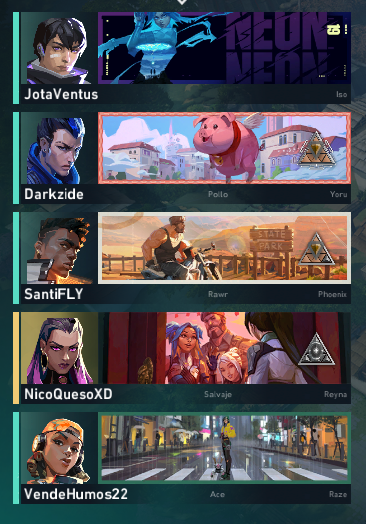 NEON
NEON
JotaVentus
Iso
Darkzide
Pollo
Yoru
STATE
PARK
SantiFLY
Rawr
Phoenix
NicoQuesoXD
Salvaje
Reyna
VendeHumos22
Ace
Raze